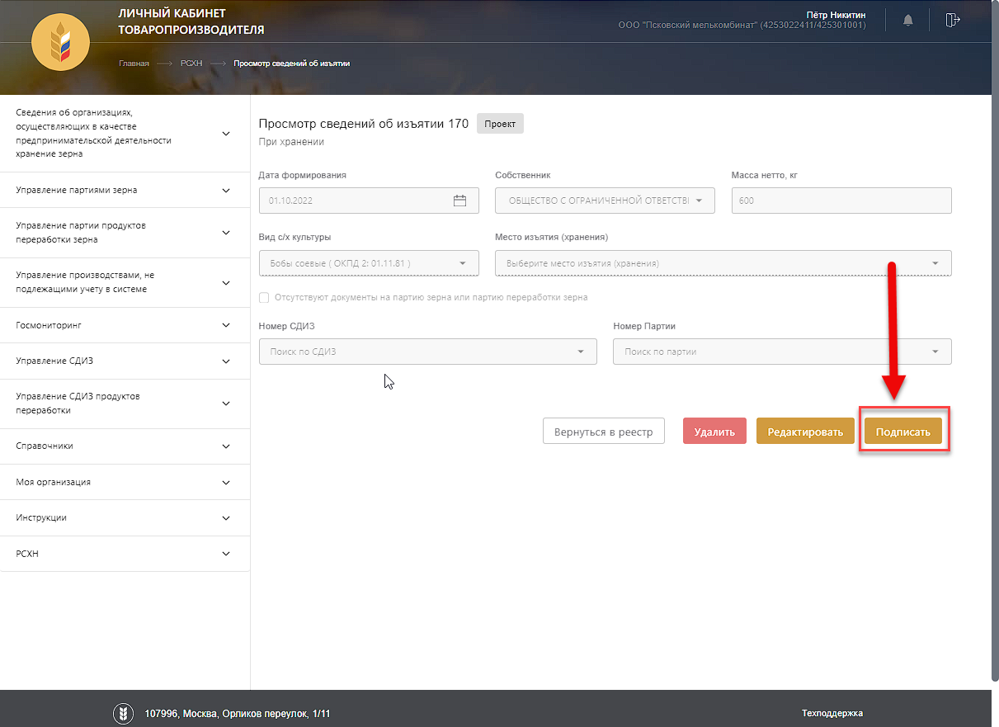 ЛИЧНЫЙ КАБИНЕТ
ТОВАРОПРОИЗВОДИТЕЛЯ
Пётр Никитин
ООО "Псковский мелькомбинат" (4253022411/425301001)
Главная
РСХН
Просмотр сведений об изъятии
Сведения об организациях,
осуществляющих в качестве
предпринимательской деятельности
хранение зерна
Управление партиями зерна
Управление партии продуктов
переработки зерна
Управление производствами, не
подлежащими учету в системе
Госмониторинг
Управление СДИЗ
Управление СДИЗ продуктов
переработки
Справочники
Моя организация
Инструкции
РСХН
Просмотр сведений об изъятии 170
Проект
При хранении
Дата формирования
Собственник
Масса нетто, кг
01.10.2022
ОБЩЕСТВО С ОГРАНИЧЕННОЙ ОТВЕТСТВІ
600
Вид с/х культуры
Место изъятия (хранения)
Бобы соевые ( ОКПД 2: 01.11.81 )
Выберите место изъятия (хранения)
Отсутствуют документы на партию зерна или партию переработки зерна
Номер СДИЗ
Номер Партии
Поиск по СДИЗ
Поиск по партии
Вернуться в реестр
Удалить
Редактировать
Подписать
107996, Москва, Орликов переулок, 1/11
Техподдержка